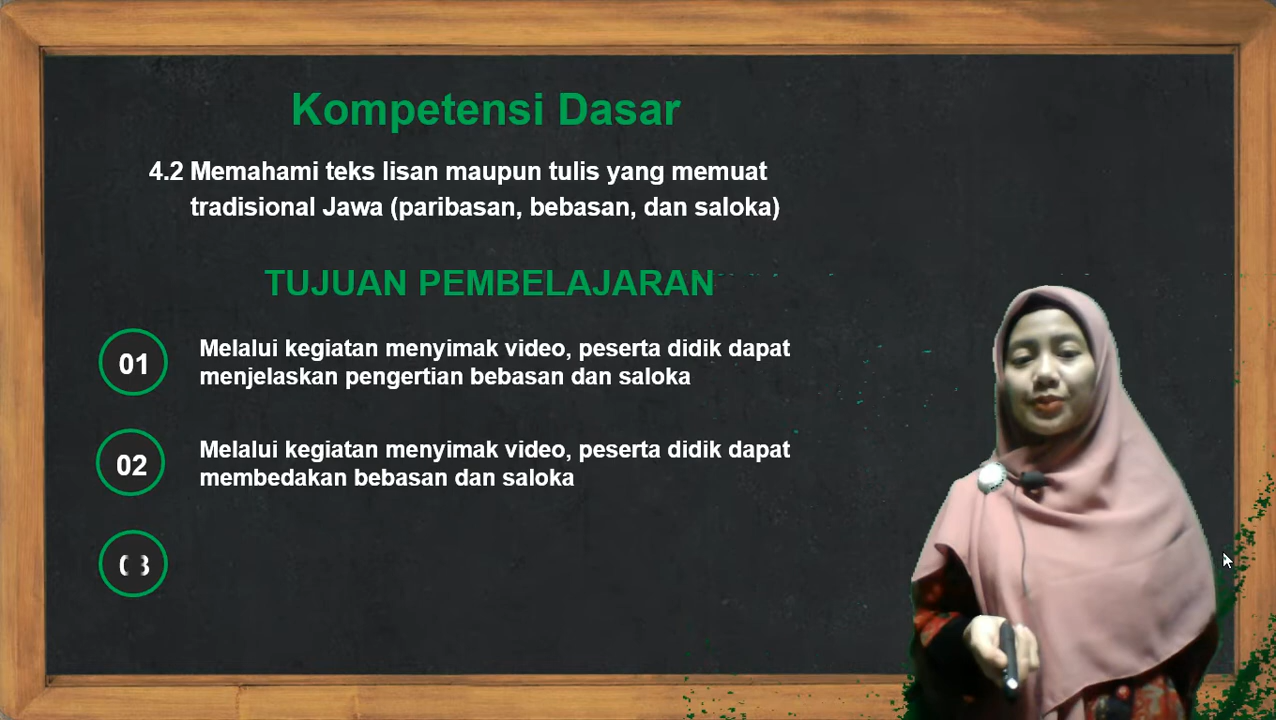 Kompetensi Dasar
4.2 Memahami teks lisan maupun tulis yang memuat
tradisional Jawa (paribasan, bebasan, dan saloka)
TUJUAN PEMBELAJARAN
01
Melalui kegiatan menyimak video, peserta didik dapat
menjelaskan pengertian bebasan dan saloka
02
Melalui kegiatan menyimak video, peserta didik dapat
membedakan bebasan dan saloka